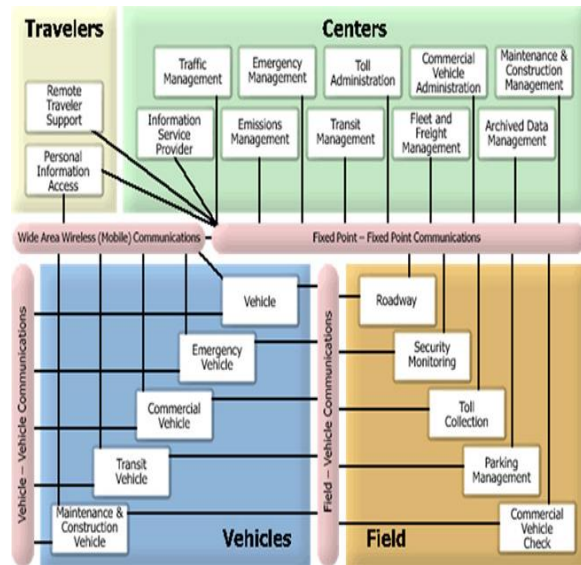 Travelers
Centers
Traffic
Management
Emergency
Management
Toll
Administration
Commercial
Vehicle
Administration
Maintenance &
Construction
Management
Remote
Traveler
Support
Information
Service
Provider
Emissions
Management
Transit
Management
Fleet and
Freight
Management
Archived Data
Management
Personal
Information
Access
Wide Area Wireless (Mobile) Communications
Fixed Point – Fixed Point Communications
Vehicle – Vehicle Communications
Vehicle
Emergency
Vehicle
Commercial
Vehicle
Transit
Vehicle
Maintenance &
Construction
Vehicle
Vehicles
Field – Vehicle Communications
Roadway
Security
Monitoring
Toll
Collection
Parking
Management
Commercial
Vehicle
Check
Field